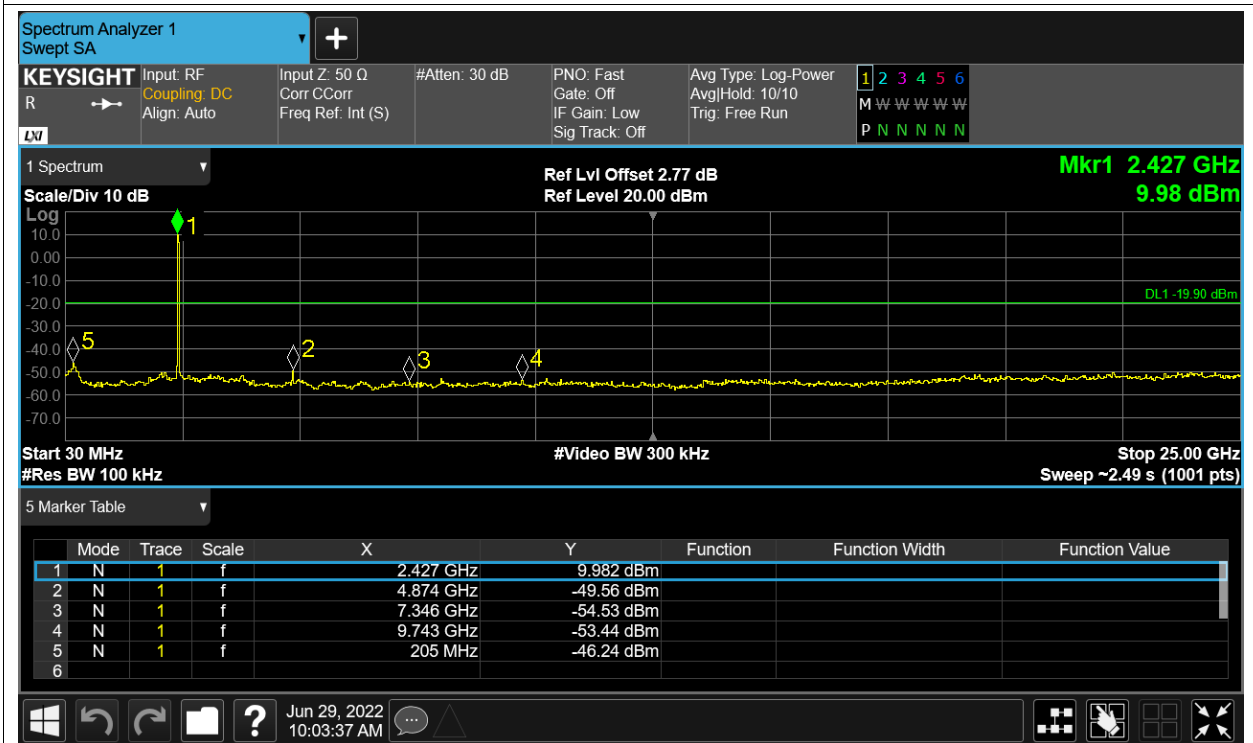 Spectrum Analyzer 1
Swept SA
+
KEYSIGHT Input: RF Input Z: 50 Ω #Atten: 30 dB PNO: Fast Avg Type: Log-Power 1 2 3 4 5 6
R Coupling: DC Corr CCorr Gate: Off Avg|Hold: 10/10 M W W W W W
Align: Auto Freq Ref: Int (S) IF Gain: Low Trig: Free Run
LXI Sig Track: Off P N N N N N
1 Spectrum Ref Lvl Offset 2.77 dB Mkr1 2.427 GHz
Scale/Div 10 dB Ref Level 20.00 dBm 9.98 dBm
Log
1
10.0
0.00
-10.0
DL1 -19.90 dBm
-20.0
-30.0
5
-40.0
2
3
4
-50.0
-60.0
-70.0
Start 30 MHz #Video BW 300 kHz Stop 25.00 GHz
#Res BW 100 kHz Sweep ~2.49 s (1001 pts)
5 Marker Table
Mode Trace Scale X Y Function Function Width Function Value
1 N 1 f 2.427 GHz 9.982 dBm
2 N 1 f 4.874 GHz -49.56 dBm
3 N 1 f 7.346 GHz -54.53 dBm
4 N 1 f 9.743 GHz -53.44 dBm
5 N 1 f 205 MHz -46.24 dBm
6
? Jun 29, 2022
10:03:37 AM